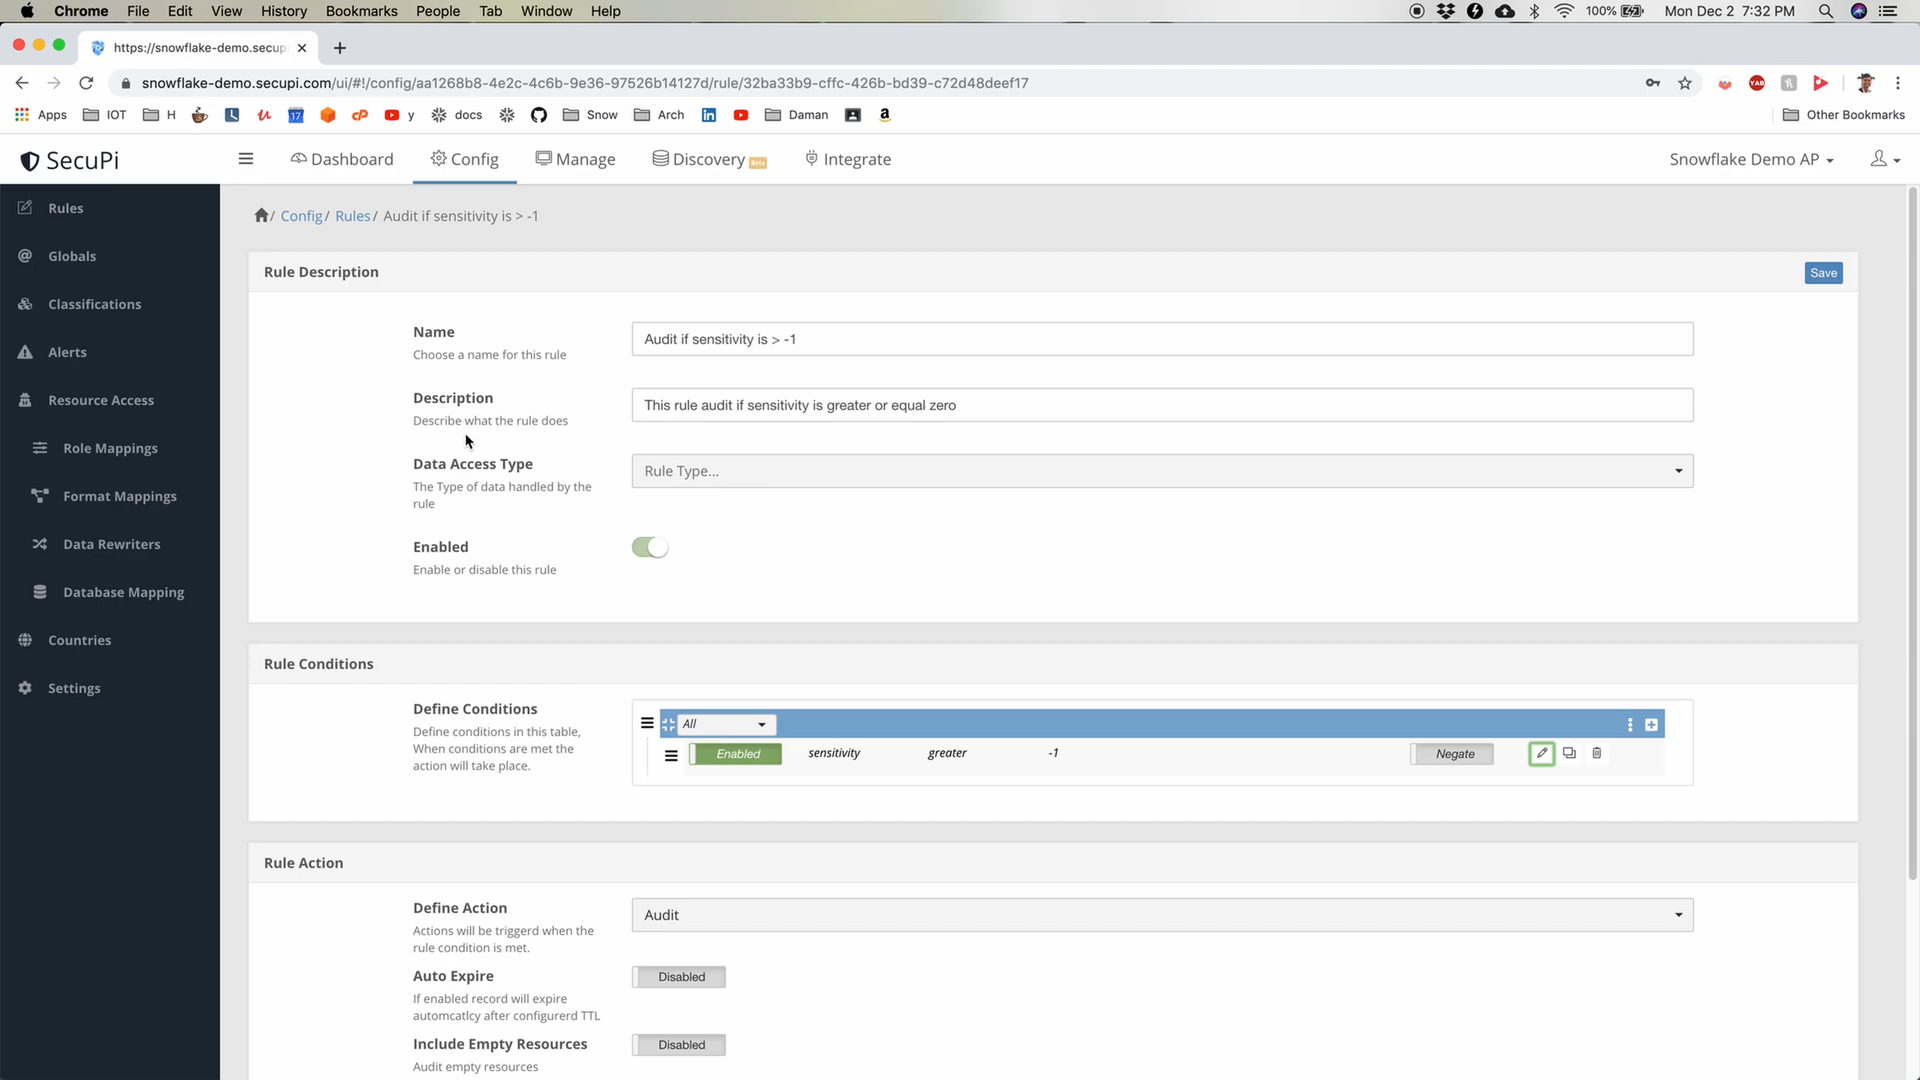 Chrome File Edit View History Bookmarks People Tab Window Help 100% Mon Dec 2 7:32 PM
https://snowflake-demo.secupi
snowflake-demo.secupi.com/ui/#!/config/aa1268b8-4e2c-4c6b-9e36-97526b14127d/rule/32ba33b9-cffc-426b-bd39-c72d48deef17
Apps IOT H 17 y docs Snow Arch Daman Other Bookmarks
SecuPi Dashboard Config Manage Discovery Beta Integrate Snowflake Demo AP
Rules
Globals
Classifications
Alerts
Resource Access
Role Mappings
Format Mappings
Data Rewriters
Database Mapping
Countries
Settings
/ Config / Rules / Audit if sensitivity is > -1
Rule Description Save
Name
Choose a name for this rule
Audit if sensitivity is > -1
Description
Describe what the rule does
This rule audit if sensitivity is greater or equal zero
Data Access Type
The Type of data handled by the
rule
Rule Type...
Enabled
Enable or disable this rule
Rule Conditions
Define Conditions
Define conditions in this table,
When conditions are met the
action will take place.
All
Enabled sensitivity greater -1 Negate
Rule Action
Define Action
Actions will be triggerd when the
rule condition is met.
Audit
Auto Expire
If enabled record will expire
automcatlcy after configurerd TTL
Disabled
Include Empty Resources
Audit empty resources
Disabled